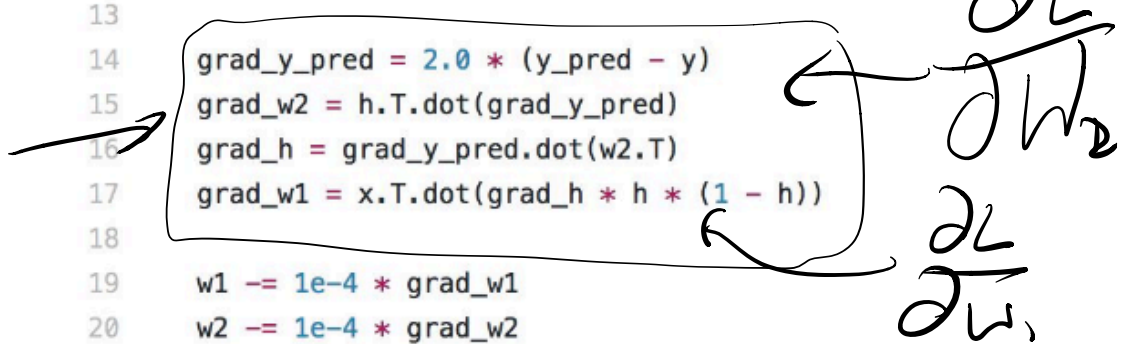 13
14 grad_y_pred = 2.0 * (y_pred - y)
15 grad_w2 = h.T.dot(grad_y_pred)
16 grad_h = grad_y_pred.dot(w2.T)
17 grad_w1 = x.T.dot(grad_h * h * (1 - h))
18
19 w1 -= 1e-4 * grad_w1
20 w2 -= 1e-4 * grad_w2
∂L
∂W₂
∂L
∂w₁